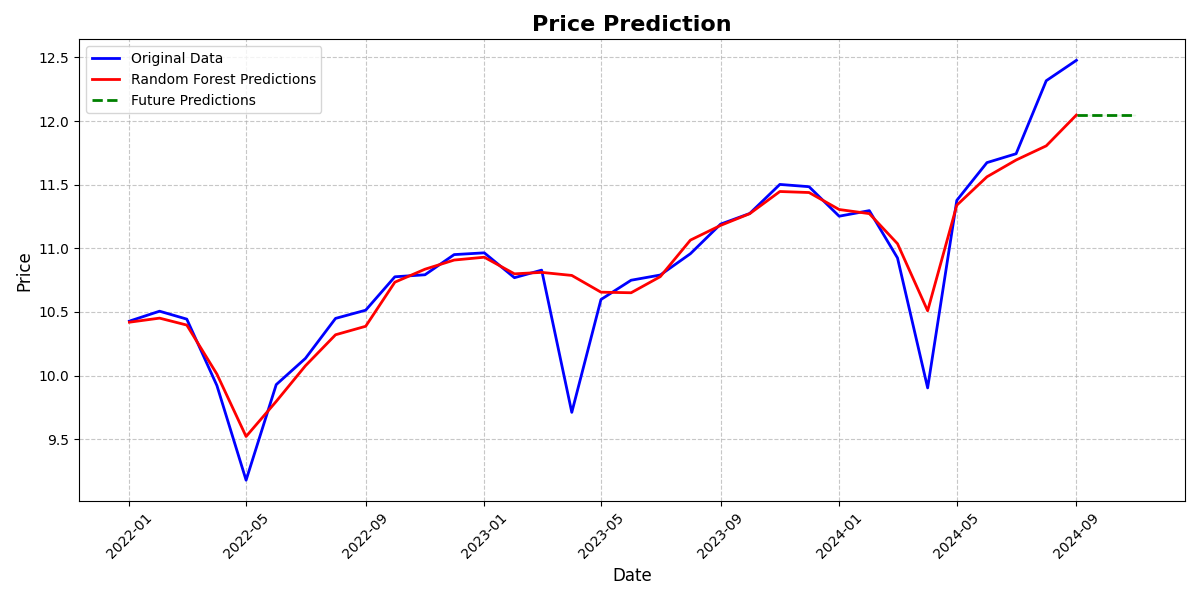 Price Prediction
Original Data
Random Forest Predictions
Future Predictions
Price
12.5
12.0
11.5
11.0
10.5
10.0
9.5
2022-01
2022-05
2022-09
2023-01
2023-05
2023-09
2024-01
2024-05
2024-09
Date